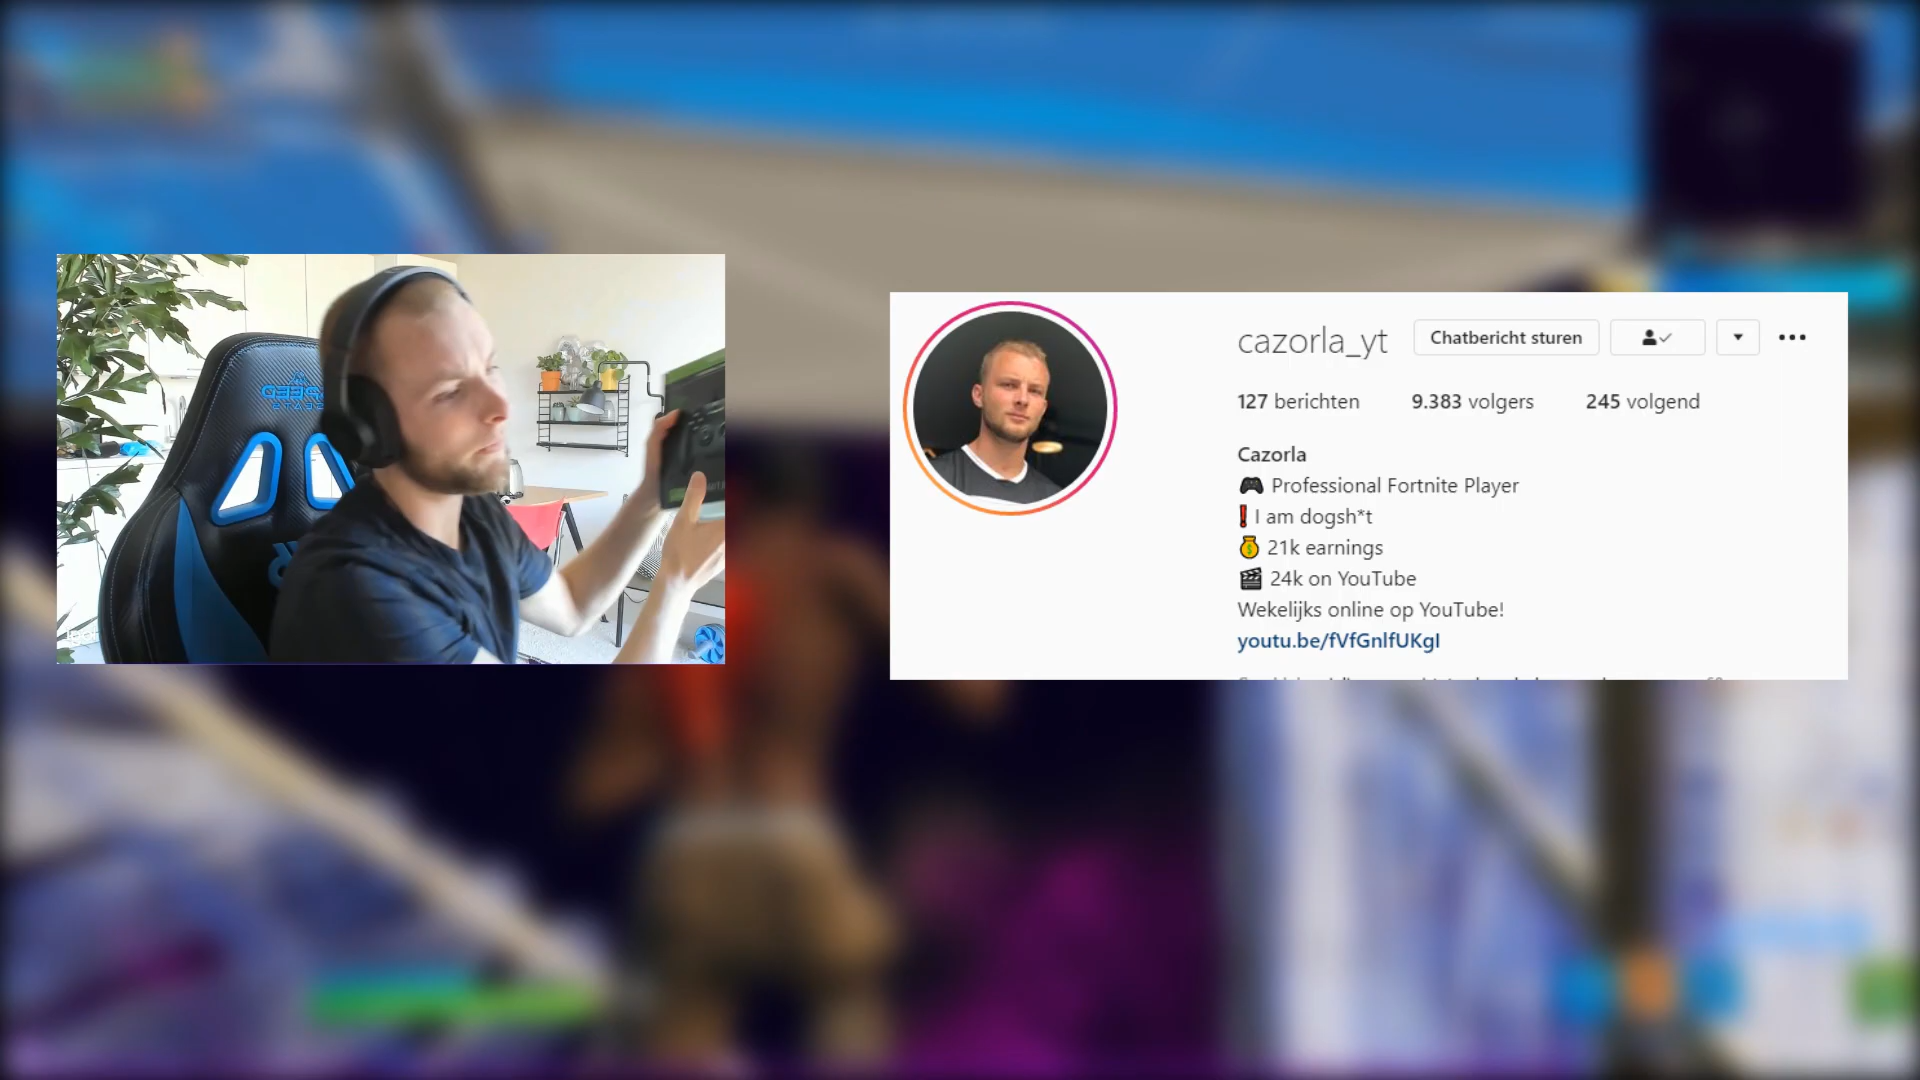 cazorla_yt Chatbericht sturen
127 berichten 9.383 volgers 245 volgend
Cazorla
Professional Fortnite Player
I am dogsh*t
21k earnings
24k on YouTube
Wekelijks online op YouTube!
youtu.be/fVfGnlfUKgI